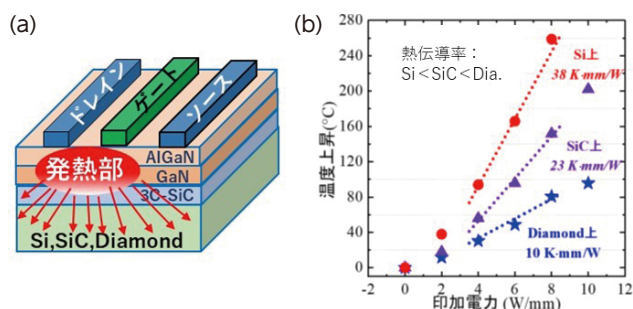 (a)
ドレイン
ゲート
ソース
発熱部
AlGaN
GaN
3C-SiC
Si,SiC,Diamond
(b)
280
240
200
160
120
80
40
0
温度上昇(°C)
熱伝導率：
Si＜SiC＜Dia.
Si上
38 K·mm/W
SiC上
23 K·mm/W
Diamond上
10 K·mm/W
-2 0 2 4 6 8 10 12
印加電力 (W/mm)